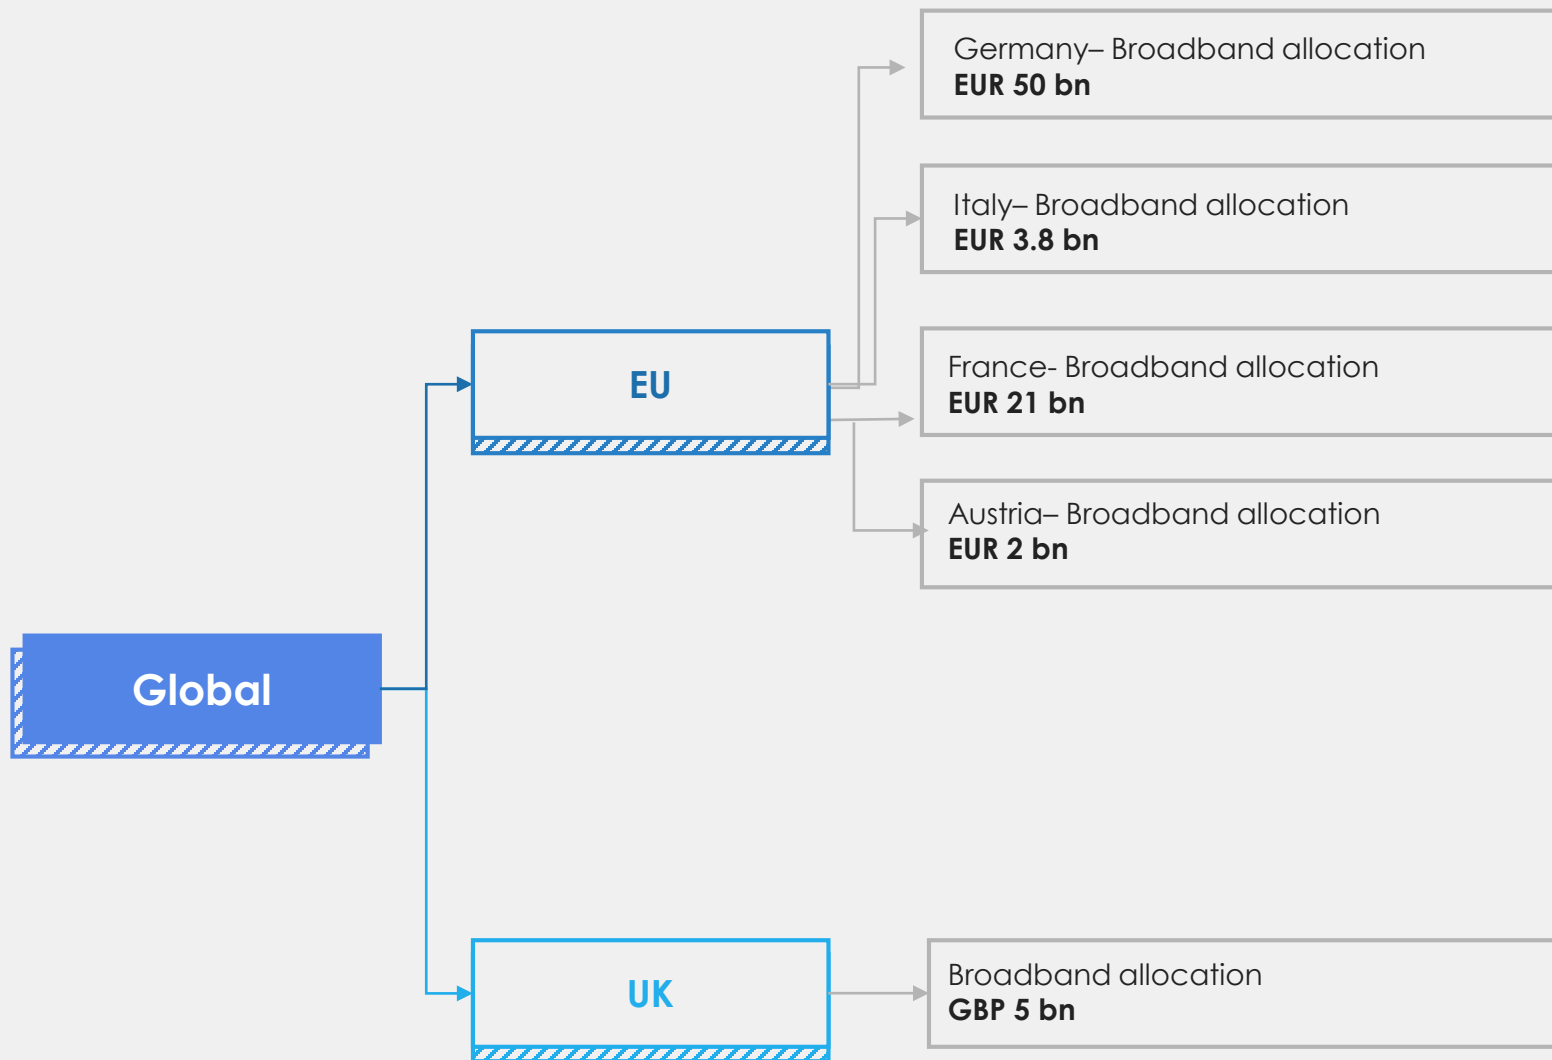 Germany– Broadband allocation
EUR 50 bn
Italy– Broadband allocation
EUR 3.8 bn
EU
France- Broadband allocation
EUR 21 bn
Austria– Broadband allocation
EUR 2 bn
Global
UK
Broadband allocation
GBP 5 bn